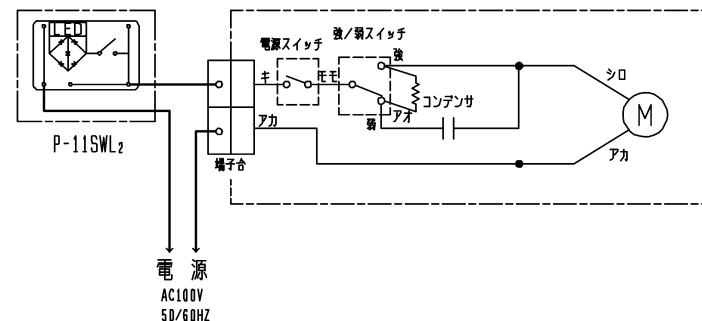 LED
P-11SWL₂
電源スイッチ
強/弱スイッチ
強
シロ
キ
モモ
コンデンサ
M
アカ
アオ
弱
アカ
端子台
電 源
AC100V
50/60HZ